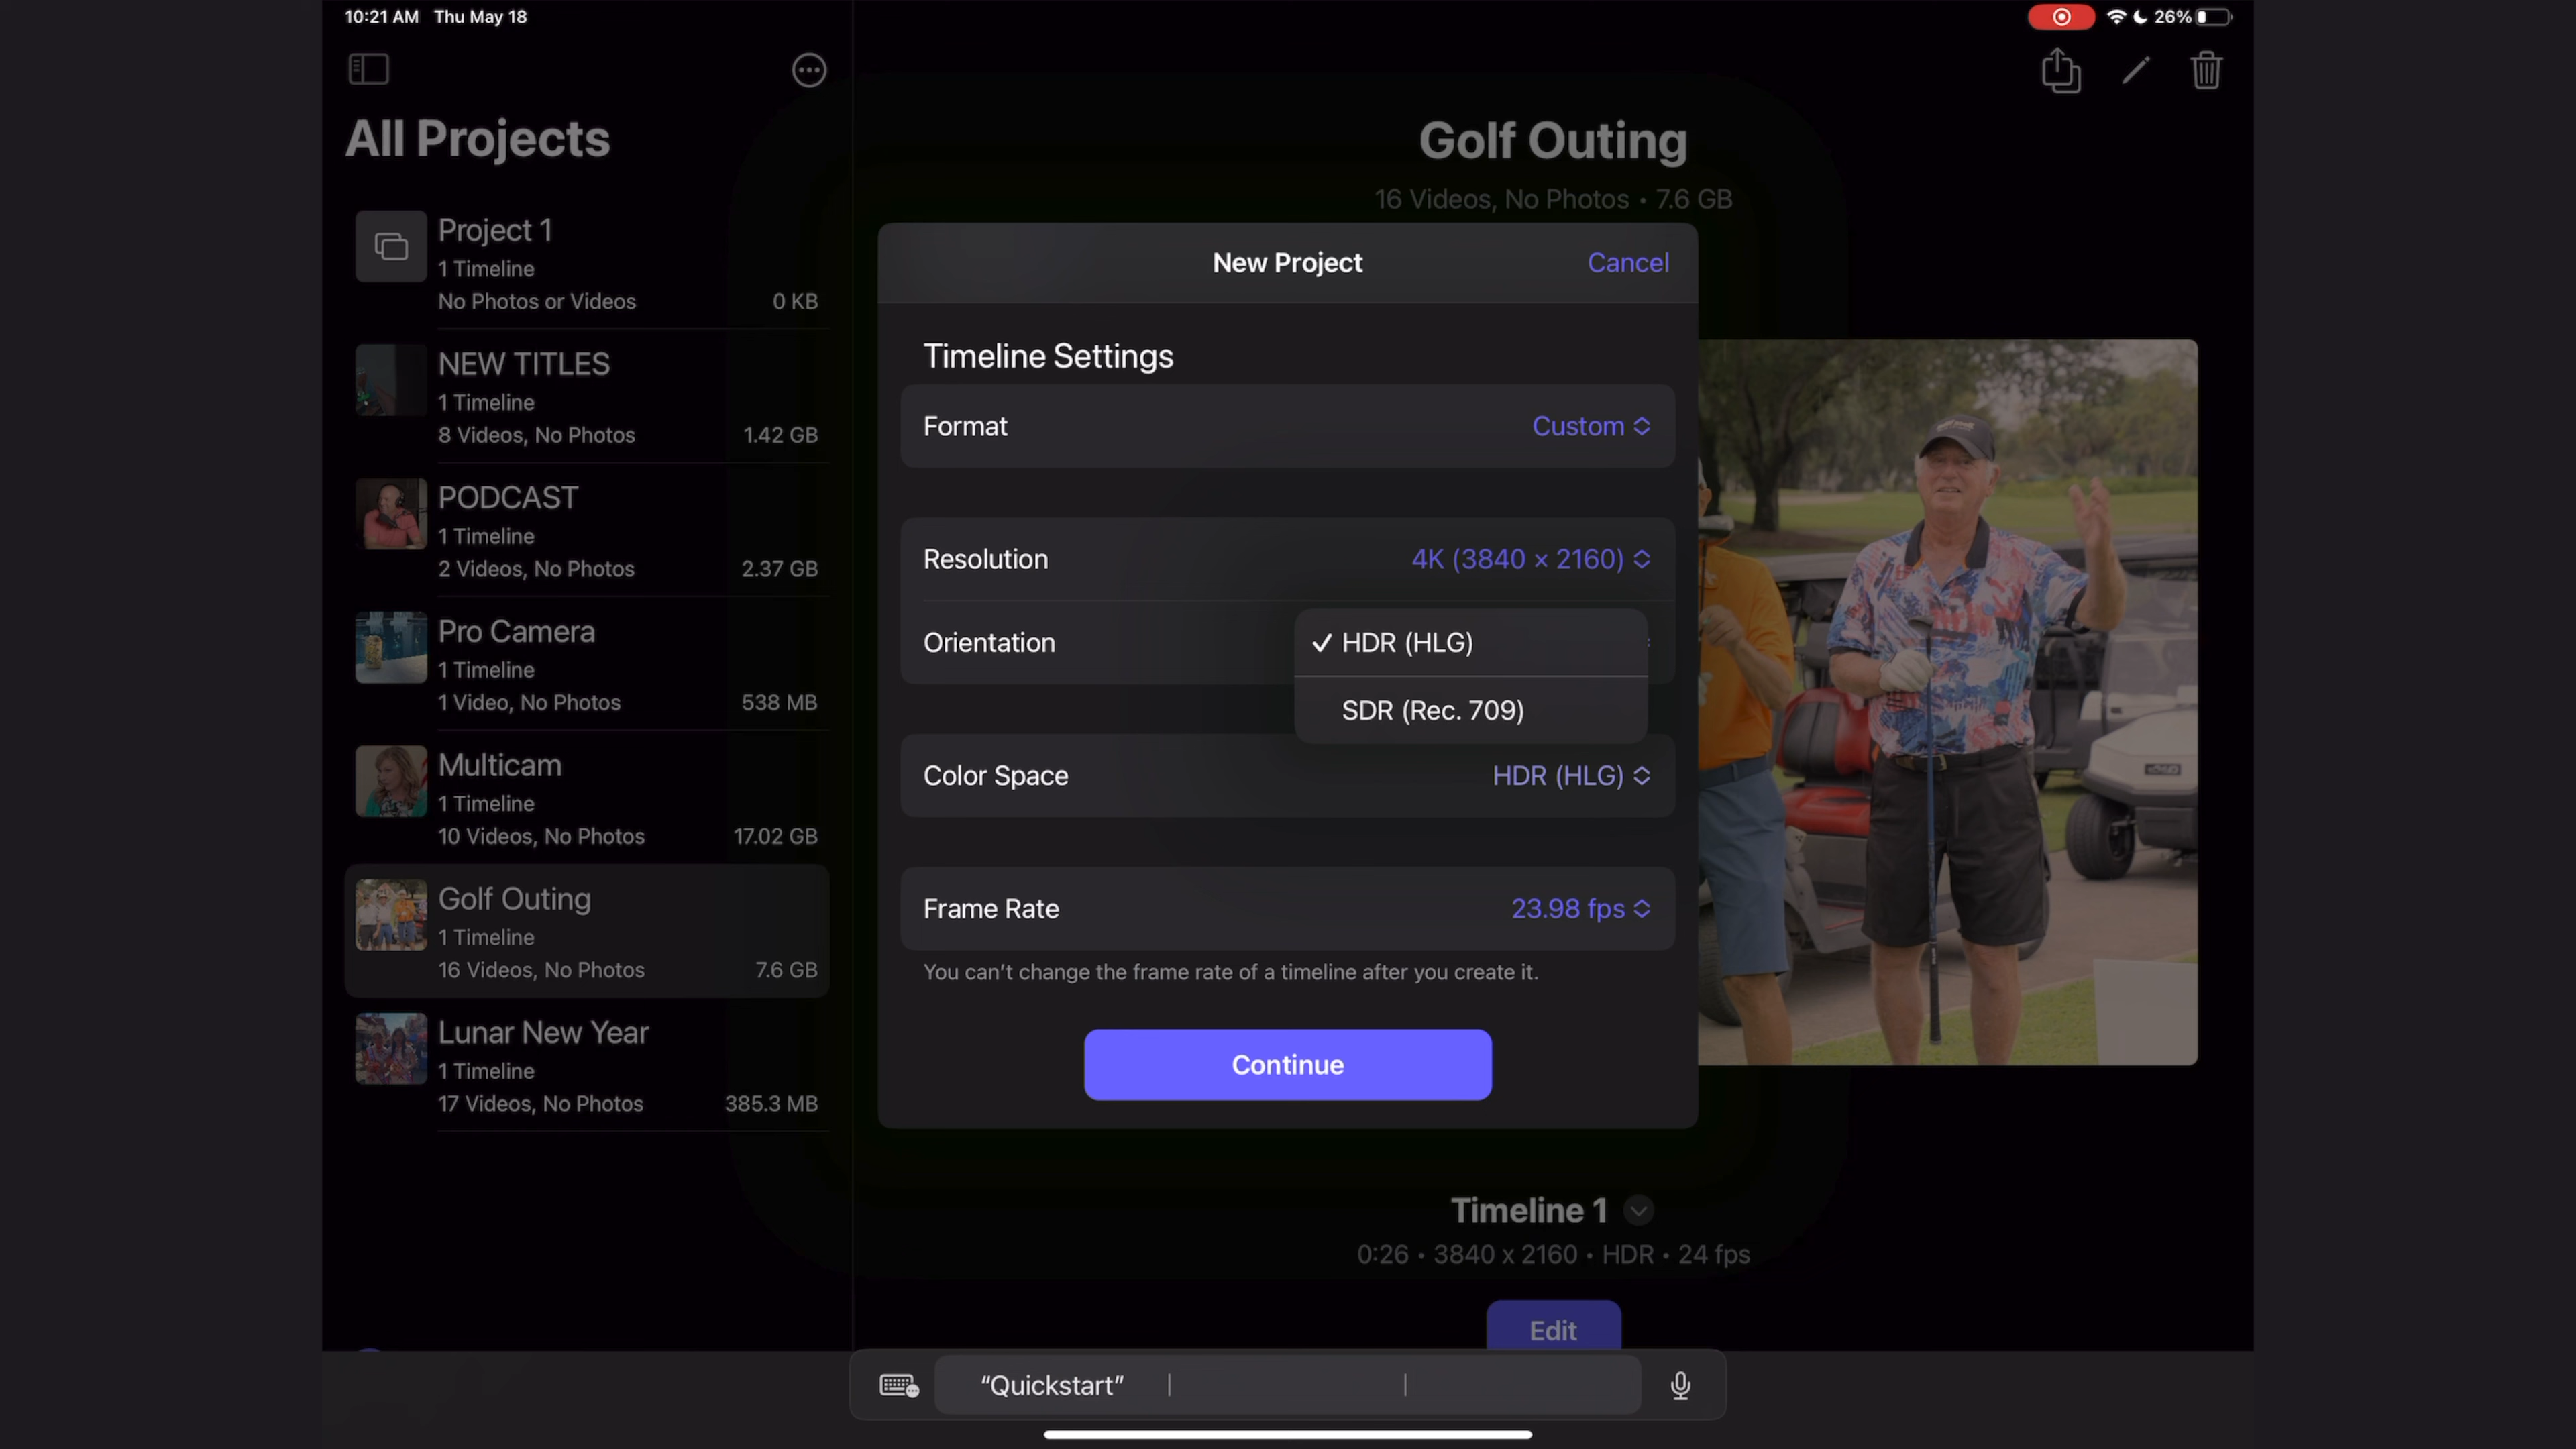 10:21 AM Thu May 18
26%
All Projects
Project 1
1 Timeline
No Photos or Videos 0 KB
NEW TITLES
1 Timeline
8 Videos, No Photos 1.42 GB
PODCAST
1 Timeline
2 Videos, No Photos 2.37 GB
Pro Camera
1 Timeline
1 Video, No Photos 538 MB
Multicam
1 Timeline
10 Videos, No Photos 17.02 GB
Golf Outing
1 Timeline
16 Videos, No Photos 7.6 GB
Lunar New Year
1 Timeline
17 Videos, No Photos 385.3 MB
Golf Outing
16 Videos, No Photos • 7.6 GB
New Project Cancel
Timeline Settings
Format Custom
Resolution 4K (3840 × 2160)
Orientation
✓ HDR (HLG)
SDR (Rec. 709)
Color Space HDR (HLG)
Frame Rate 23.98 fps
You can’t change the frame rate of a timeline after you create it.
Continue
Timeline 1
0:26 • 3840 x 2160 • HDR • 24 fps
Edit
“Quickstart”